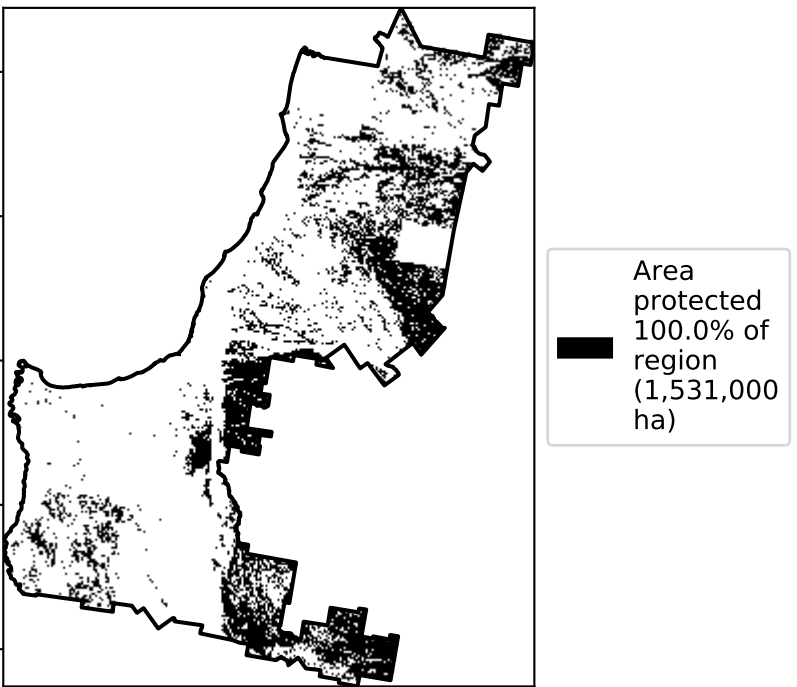 Area
protected
100.0% of
region
(1,531,000
ha)